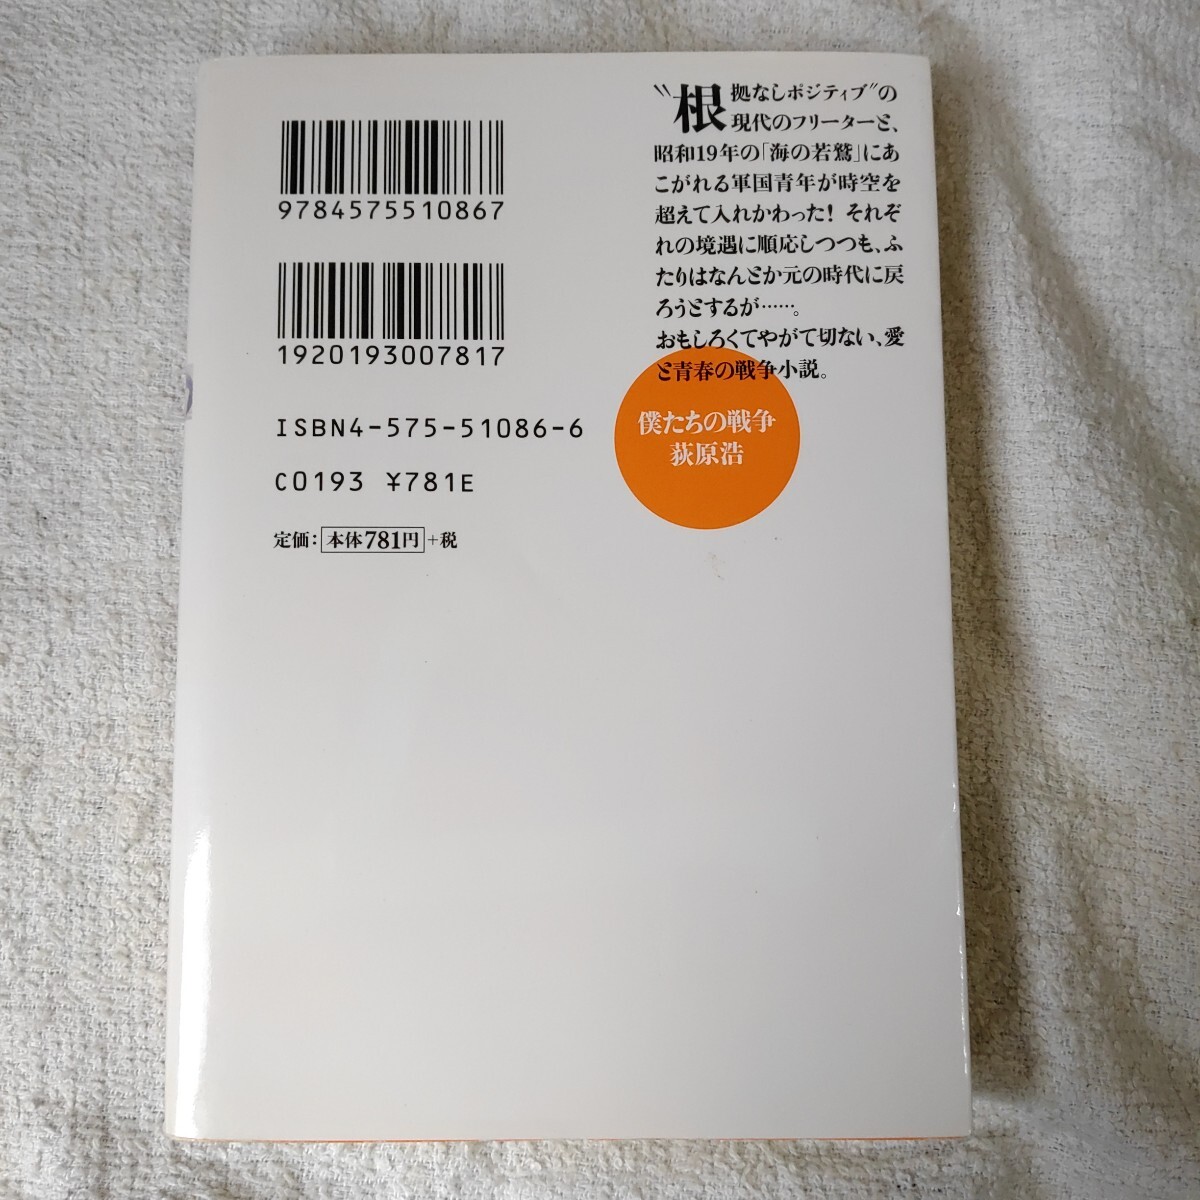 9784575510867
1920193007817
ISBN4-575-51086-6
C0193 ¥781E
定価：本体781円+税
〝根拠なしポジティブ〟の
現代のフリーターと、
昭和19年の「海の若鷲」にあ
こがれる軍国青年が時空を
超えて入れかわった！それぞ
れの境遇に順応しつつも、ふ
たりはなんとか元の時代に戻
ろうとするが……。
おもしろくてやがて切ない、愛
と青春の戦争小説。
僕たちの戦争
荻原浩